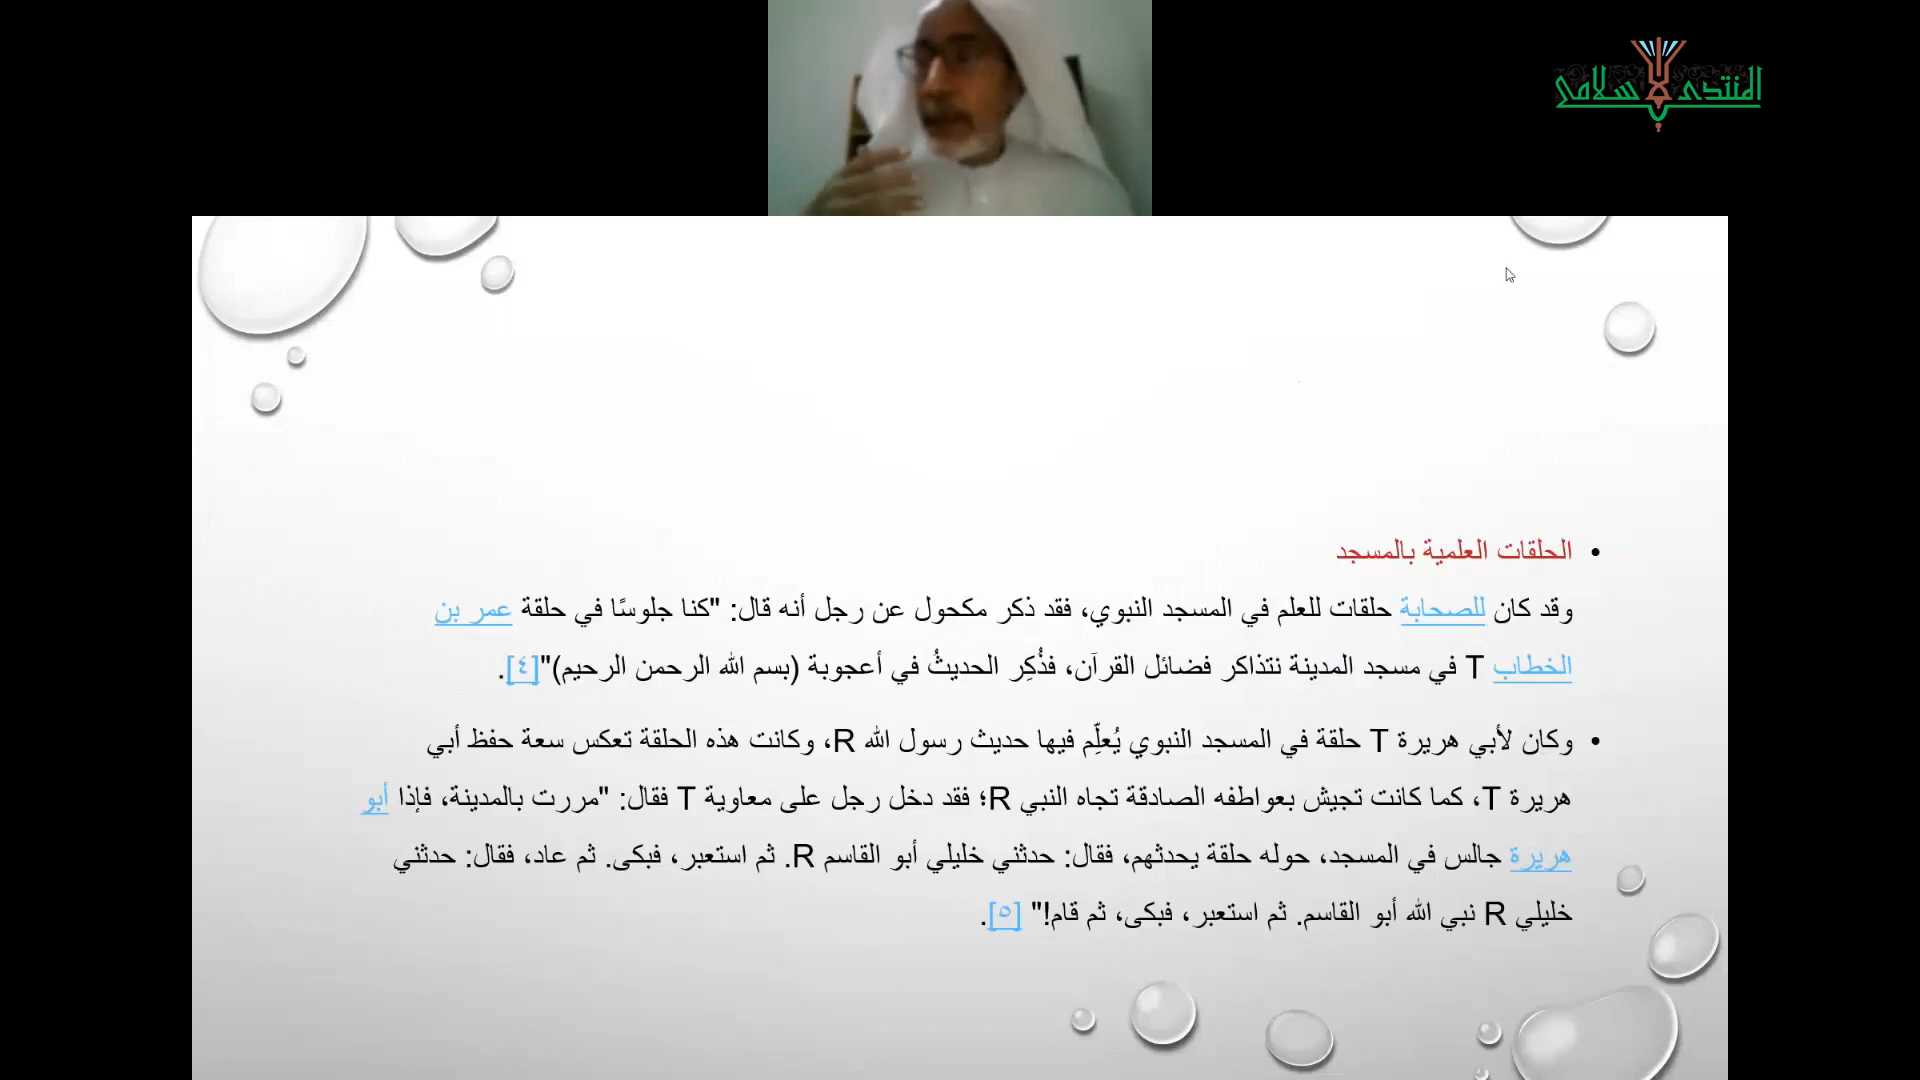 المنتدى الإسلامي
الحلقات العلمية بالمسجد
وقد كان للصحابة حلقات للعلم في المسجد النبوي، فقد ذكر مكحول عن رجل أنه قال: "كنا جلوسًا في حلقة عمر بن
الخطاب T في مسجد المدينة نتذاكر فضائل القرآن، فذُكِر الحديثُ في أعجوبة (بسم الله الرحمن الرحيم)"[٤].
وكان لأبي هريرة T حلقة في المسجد النبوي يُعلِّم فيها حديث رسول الله R، وكانت هذه الحلقة تعكس سعة حفظ أبي
هريرة T، كما كانت تجيش بعواطفه الصادقة تجاه النبي R؛ فقد دخل رجل على معاوية T فقال: "مررت بالمدينة، فإذا أبو
هريرة جالس في المسجد، حوله حلقة يحدثهم، فقال: حدثني خليلي أبو القاسم R. ثم استعبر، فبكى. ثم عاد، فقال: حدثني
خليلي R نبي الله أبو القاسم. ثم استعبر، فبكى، ثم قام!" [٥].